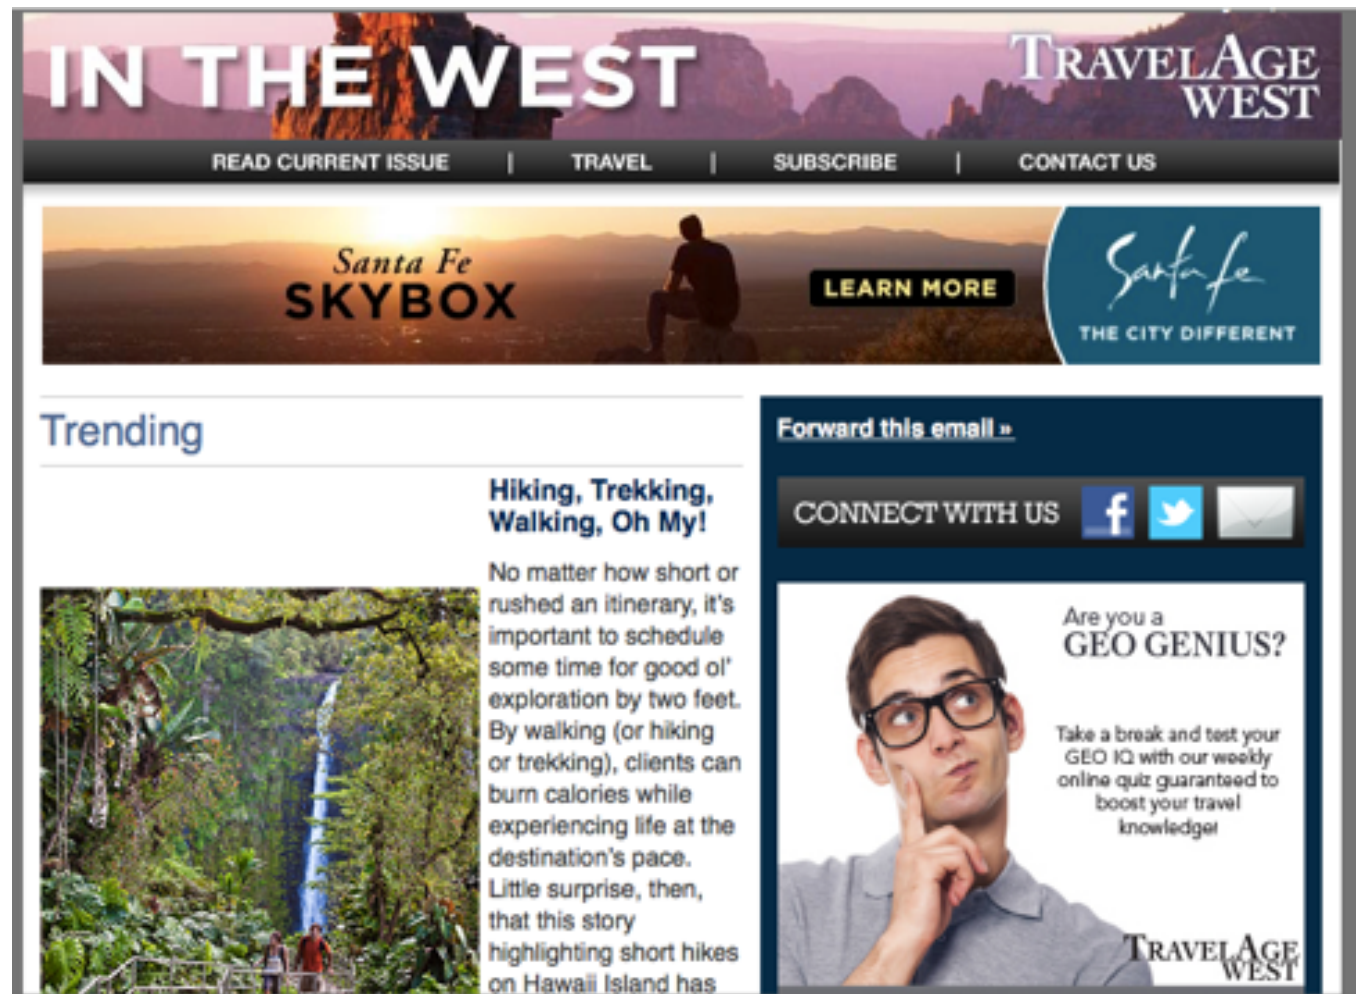 IN THE WEST
TRAVELAGE
WEST
READ CURRENT ISSUE | TRAVEL | SUBSCRIBE | CONTACT US
Santa Fe
SKYBOX
LEARN MORE
Santa Fe
THE CITY DIFFERENT
Trending
Hiking, Trekking,
Walking, Oh My!
No matter how short or
rushed an itinerary, it's
important to schedule
some time for good ol'
exploration by two feet.
By walking (or hiking
or trekking), clients can
burn calories while
experiencing life at the
destination's pace.
Little surprise, then,
that this story
highlighting short hikes
on Hawaii Island has
Forward this email »
CONNECT WITH US
Are you a
GEO GENIUS?
Take a break and test your
GEO IQ with our weekly
online quiz guaranteed to
boost your travel
knowledge!
TRAVELAGE
WEST